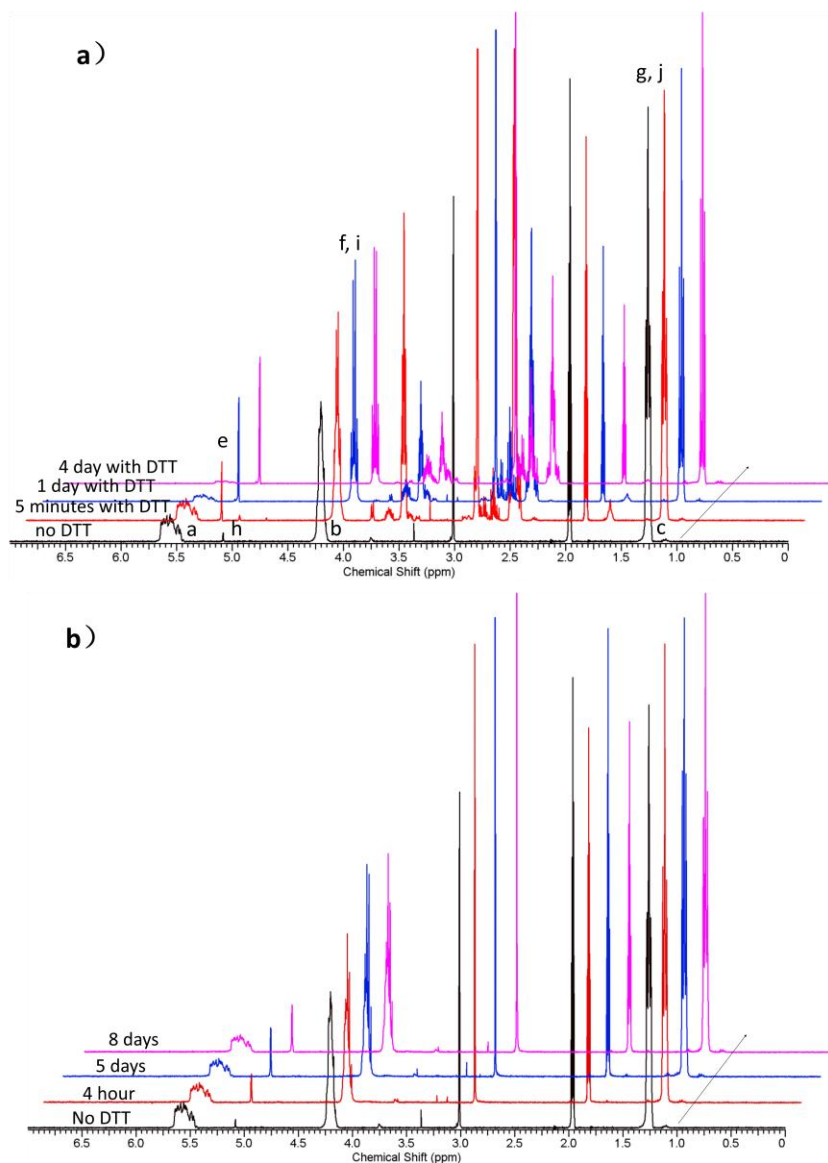 a）
g, j
f, i
e
4 day with DTT
1 day with DTT
5 minutes with DTT
no DTT
a
h
b
c
6.5 6.0 5.5 5.0 4.5 4.0 3.5 3.0 2.5 2.0 1.5 1.0 0.5 0
Chemical Shift (ppm)
b）
8 days
5 days
4 hour
No DTT
6.5 6.0 5.5 5.0 4.5 4.0 3.5 3.0 2.5 2.0 1.5 1.0 0.5 0
Chemical Shift (ppm)